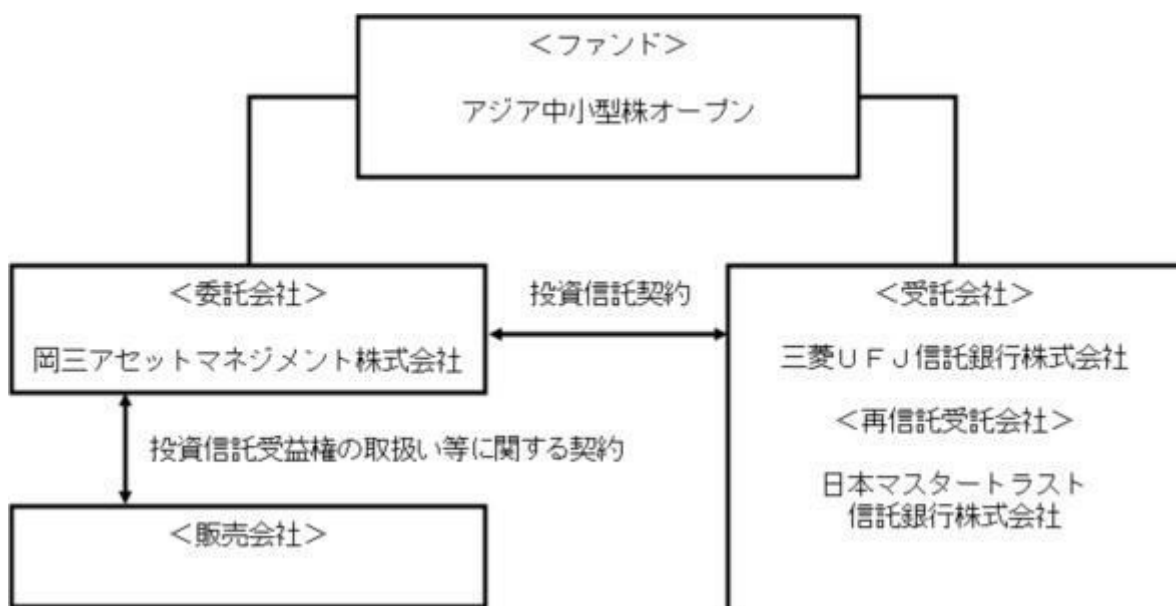 ＜ファンド＞
アジア中小型株オープン
＜委託会社＞
岡三アセットマネジメント株式会社
投資信託契約
＜受託会社＞
三菱ＵＦＪ信託銀行株式会社
＜再信託受託会社＞
日本マスタートラスト
信託銀行株式会社
投資信託受益権の取扱い等に関する契約
＜販売会社＞